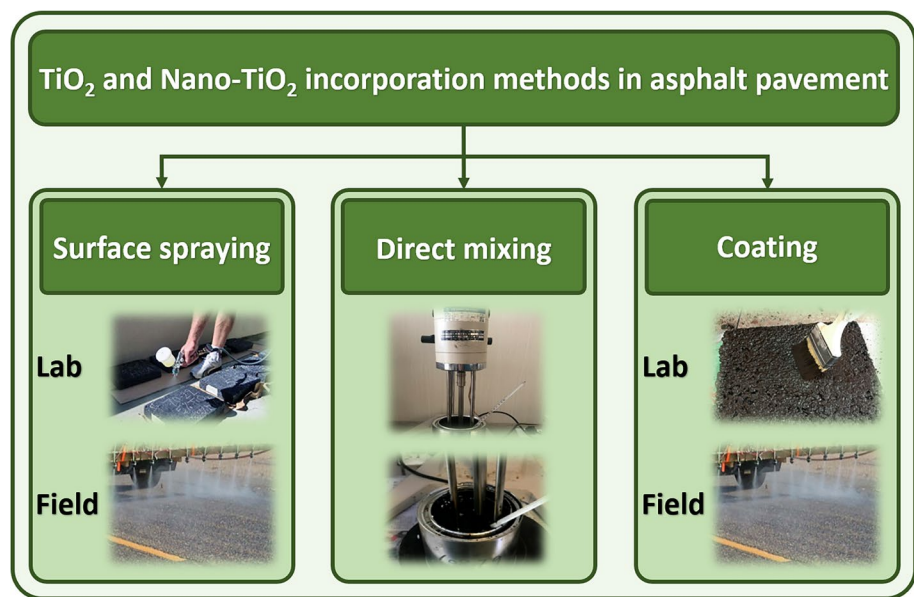 TiO₂ and Nano-TiO₂ incorporation methods in asphalt pavement
Surface spraying
Lab
Field
Direct mixing
Coating
Lab
Field